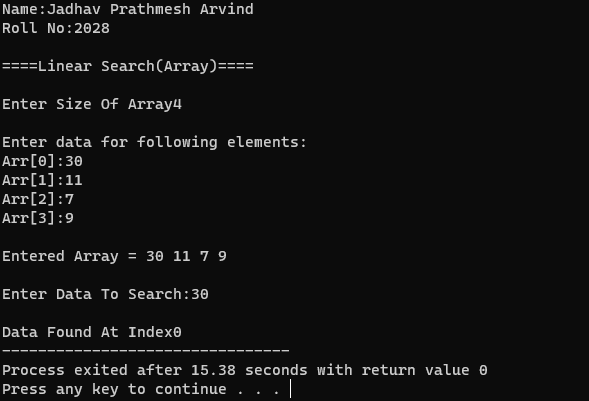 Name:Jadhav Prathmesh Arvind
Roll No:2028
====Linear Search(Array)====
Enter Size Of Array4
Enter data for following elements:
Arr[0]:30
Arr[1]:11
Arr[2]:7
Arr[3]:9
Entered Array = 30 11 7 9
Enter Data To Search:30
Data Found At Index0
--------------------------------
Process exited after 15.38 seconds with return value 0
Press any key to continue . . .